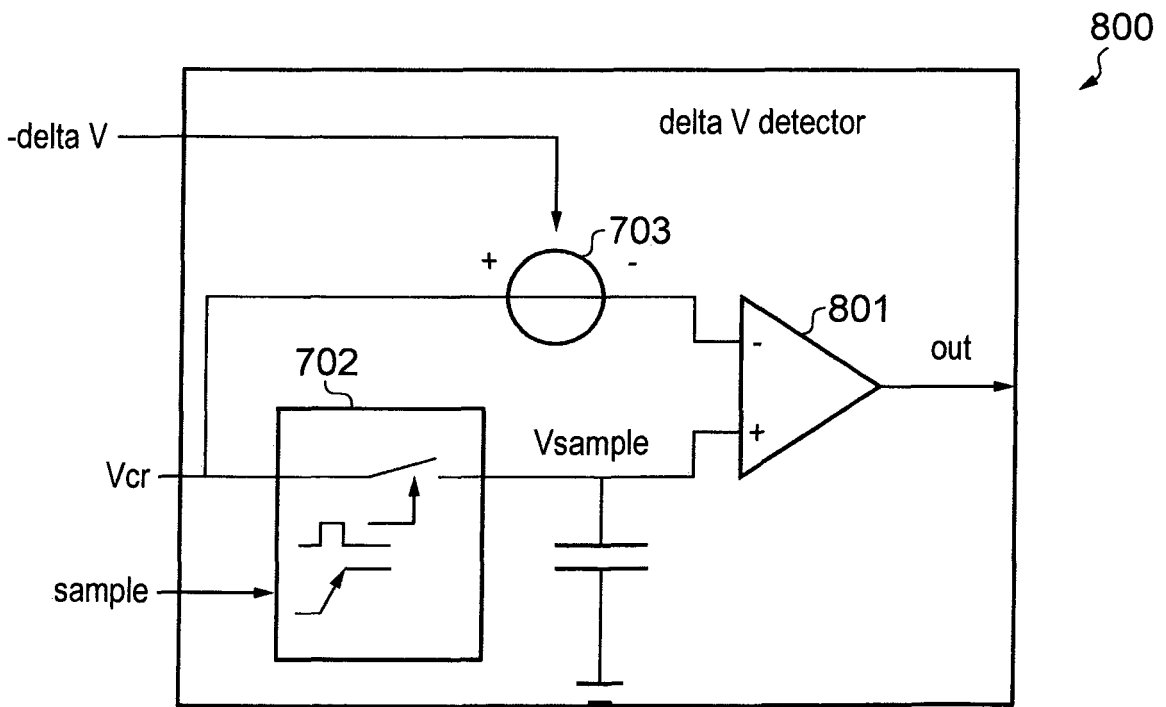 800
delta V detector
-delta V
703
+ -
801
-
out
702
Vsample
+
Vcr
sample